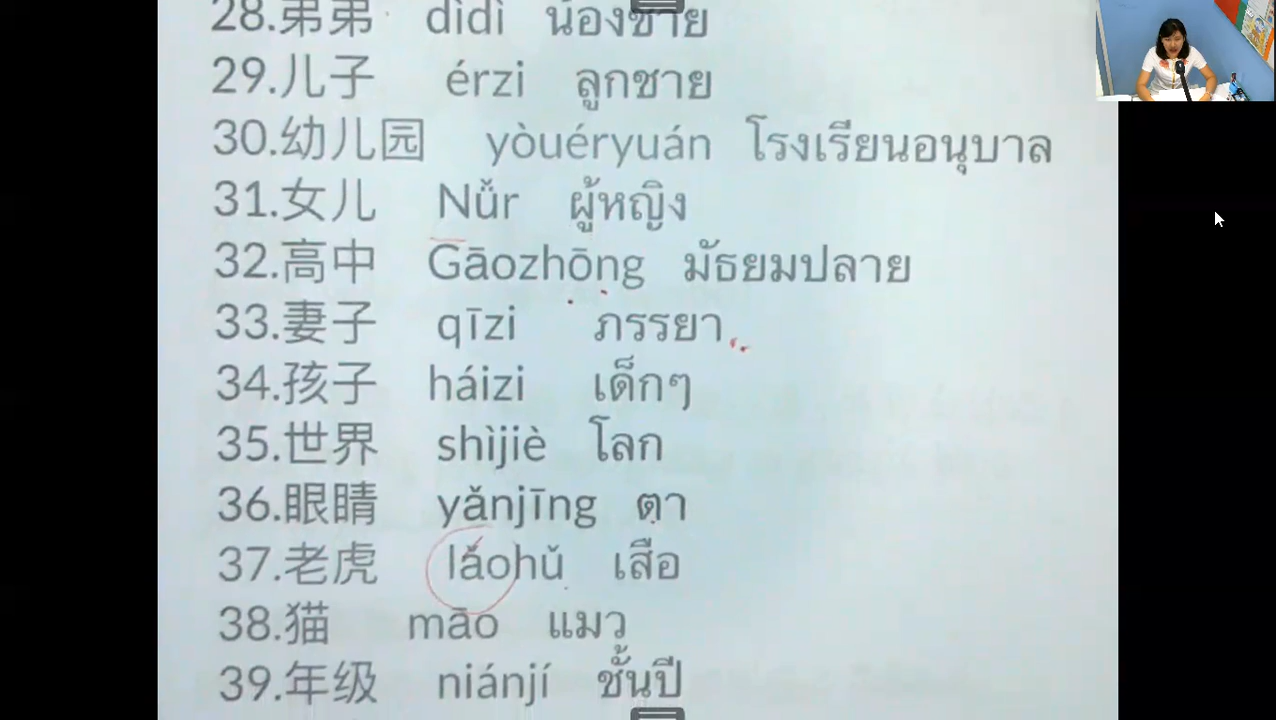 28.弟弟 dìdì น้องชาย
29.儿子 érzi ลูกชาย
30.幼儿园 yòuéryuán โรงเรียนอนุบาล
31.女儿 Nǚr ผู้หญิง
32.高中 Gāozhōng มัธยมปลาย
33.妻子 qīzi ภรรยา
34.孩子 háizi เด็กๆ
35.世界 shìjiè โลก
36.眼睛 yǎnjīng ตา
37.老虎 lǎohǔ เสือ
38.猫 māo แมว
39.年级 niánjí ชั้นปี